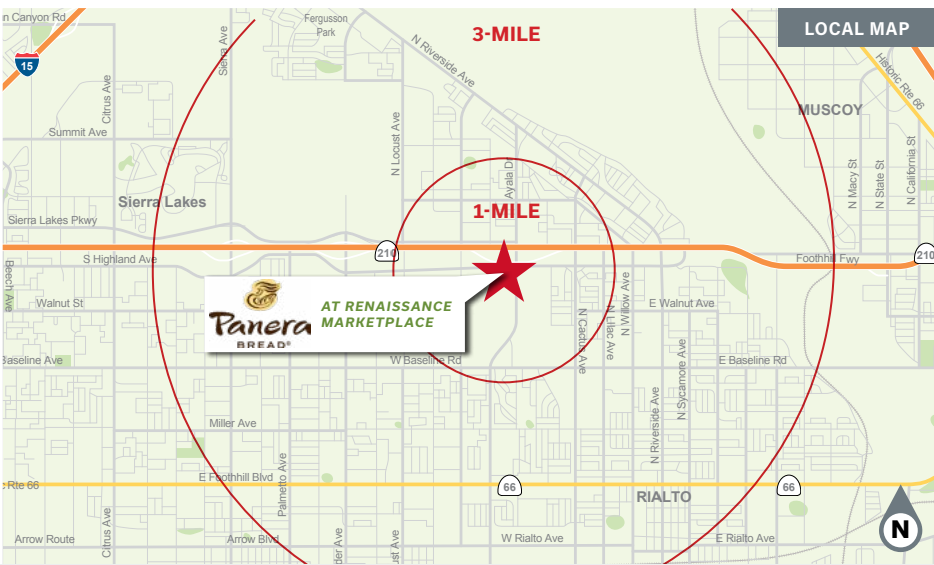 n Canyon Rd
Fergusson
Park
3-MILE
LOCAL MAP
Sierra Ave
N Riverside Ave
15
Citrus Ave
Historic Rte 66
MUSCOY
Summit Ave
N Locust Ave
Ayala D
N Macy St
N State St
N California St
Sierra Lakes
1-MILE
Sierra Lakes Pkwy
210
S Highland Ave
Foothill Fwy
210
Beech Ave
Walnut St
Panera
BREAD®
AT RENAISSANCE
MARKETPLACE
N Cactus Ave
N Lilac Ave
N Willow Ave
E Walnut Ave
Baseline Ave
W Baseline Rd
E Baseline Rd
N Sycamore Ave
N Riverside Ave
Miller Ave
Palmetto Ave
E Foothill Blvd
c Rte 66
66
66
RIALTO
N
Citrus Ave
Arrow Route
Arrow Blvd
der Ave
ust Ave
W Rialto Ave
E Rialto Ave